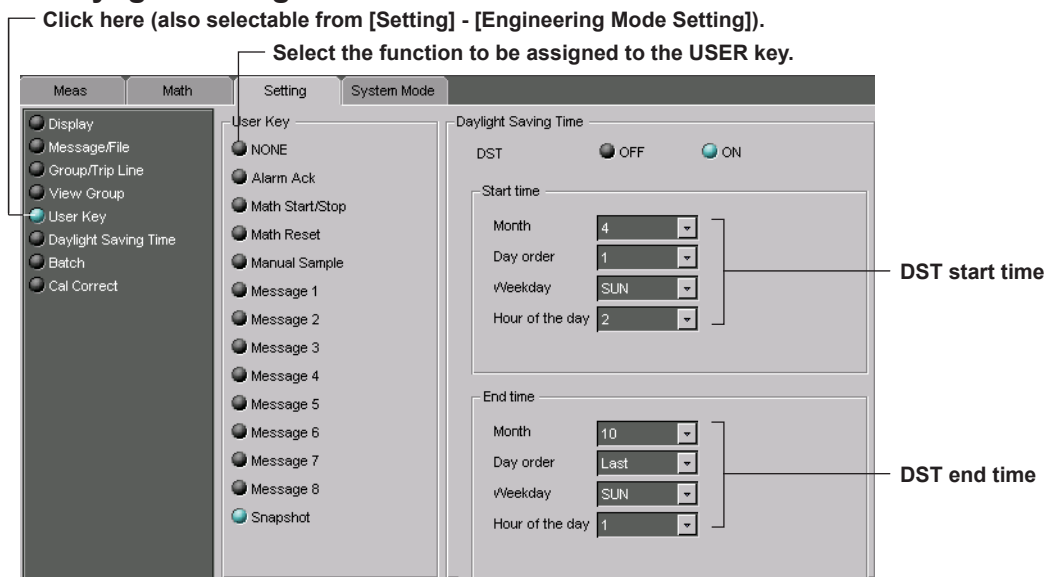 Click here (also selectable from [Setting] - [Engineering Mode Setting]).
Select the function to be assigned to the USER key.
Meas Math Setting System Mode
Display
Message/File
Group/Trip Line
View Group
User Key
Daylight Saving Time
Batch
Cal Correct
User Key
NONE
Alarm Ack
Math Start/Stop
Math Reset
Manual Sample
Message 1
Message 2
Message 3
Message 4
Message 5
Message 6
Message 7
Message 8
Snapshot
Daylight Saving Time
DST OFF ON
Start time
Month 4
Day order 1
Weekday SUN
Hour of the day 2
DST start time
End time
Month 10
Day order Last
Weekday SUN
Hour of the day 1
DST end time